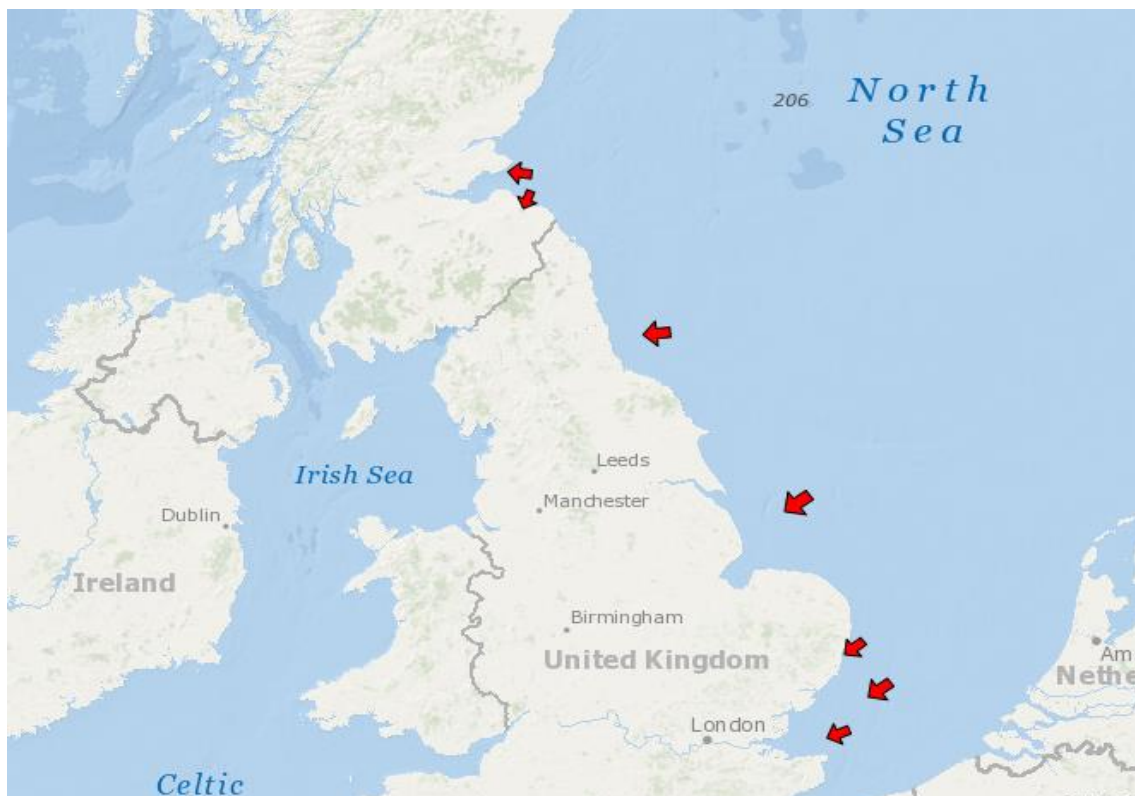 North
206
Sea
Leeds
Irish Sea
Manchester
Dublin
Ireland
Birmingham
United Kingdom
Am
Nethe
London
Celtic